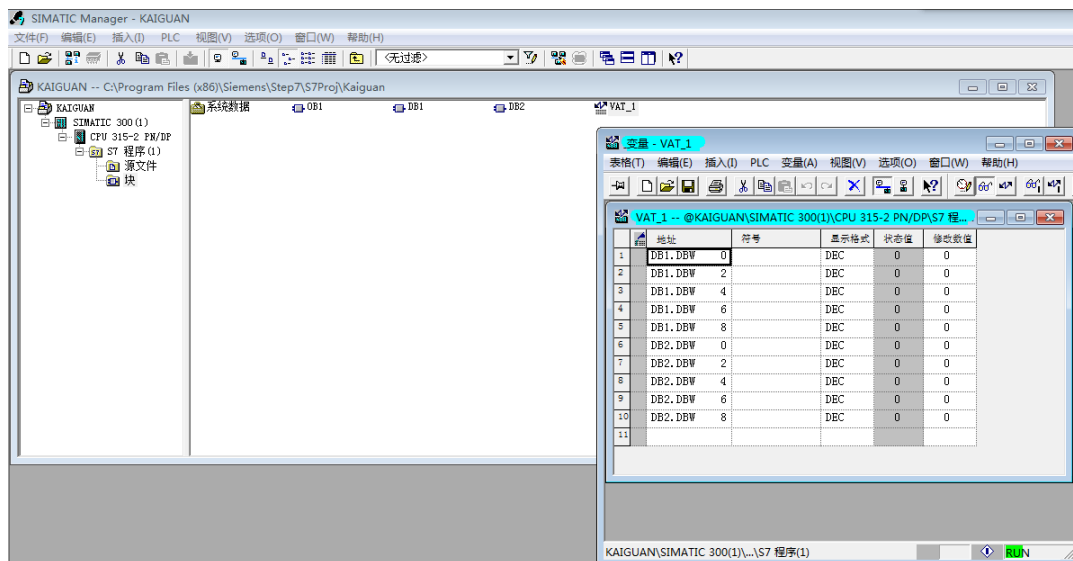 SIMATIC Manager - KAIGUAN
文件(F) 编辑(E) 插入(I) PLC 视图(V) 选项(O) 窗口(W) 帮助(H)
<无过滤>
KAIGUAN -- C:\Program Files (x86)\Siemens\Step7\S7Proj\Kaiguan
KAIGUAN
SIMATIC 300(1)
CPU 315-2 PN/DP
S7 程序(1)
源文件
块
系统数据 OB1 DB1 DB2 VAT_1
变量 - VAT_1
表格(T) 编辑(E) 插入(I) PLC 变量(A) 视图(V) 选项(O) 窗口(W) 帮助(H)
VAT_1 -- @KAIGUAN\SIMATIC 300(1)\CPU 315-2 PN/DP\S7 程...
地址 符号 显示格式 状态值 修改数值
1 DB1.DBW 0 DEC 0 0
2 DB1.DBW 2 DEC 0 0
3 DB1.DBW 4 DEC 0 0
4 DB1.DBW 6 DEC 0 0
5 DB1.DBW 8 DEC 0 0
6 DB2.DBW 0 DEC 0 0
7 DB2.DBW 2 DEC 0 0
8 DB2.DBW 4 DEC 0 0
9 DB2.DBW 6 DEC 0 0
10 DB2.DBW 8 DEC 0 0
11
KAIGUAN\SIMATIC 300(1)\...\S7 程序(1) RUN